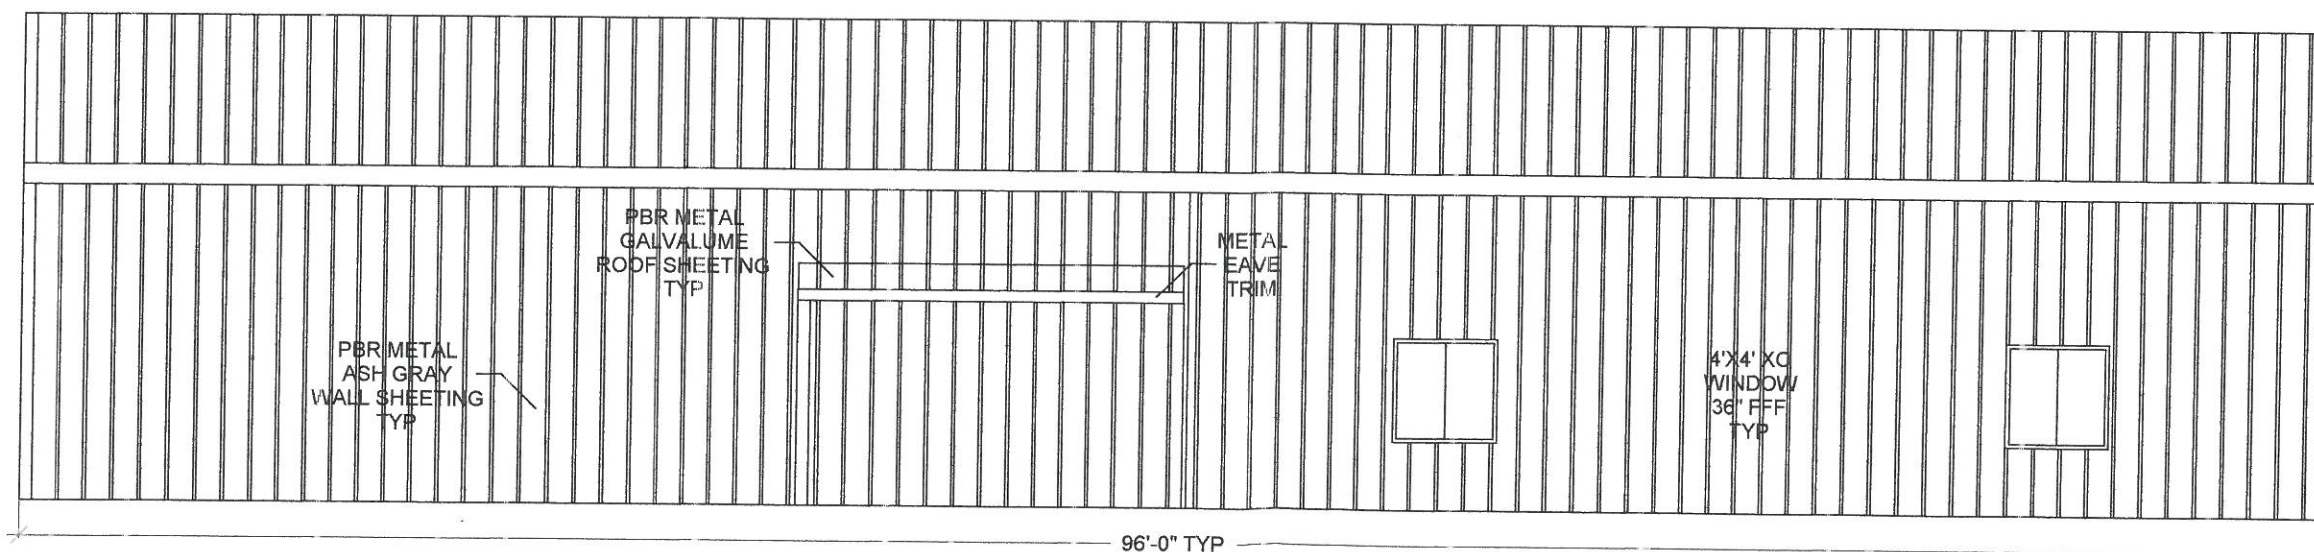 PBR METAL
GALVALUME
ROOF SHEETING
TYP
METAL
EAVE
TRIM
PBR METAL
ASH GRAY
WALL SHEETING
TYP
4'X4' XO
WINDOW
36" FFF
TYP
96'-0" TYP